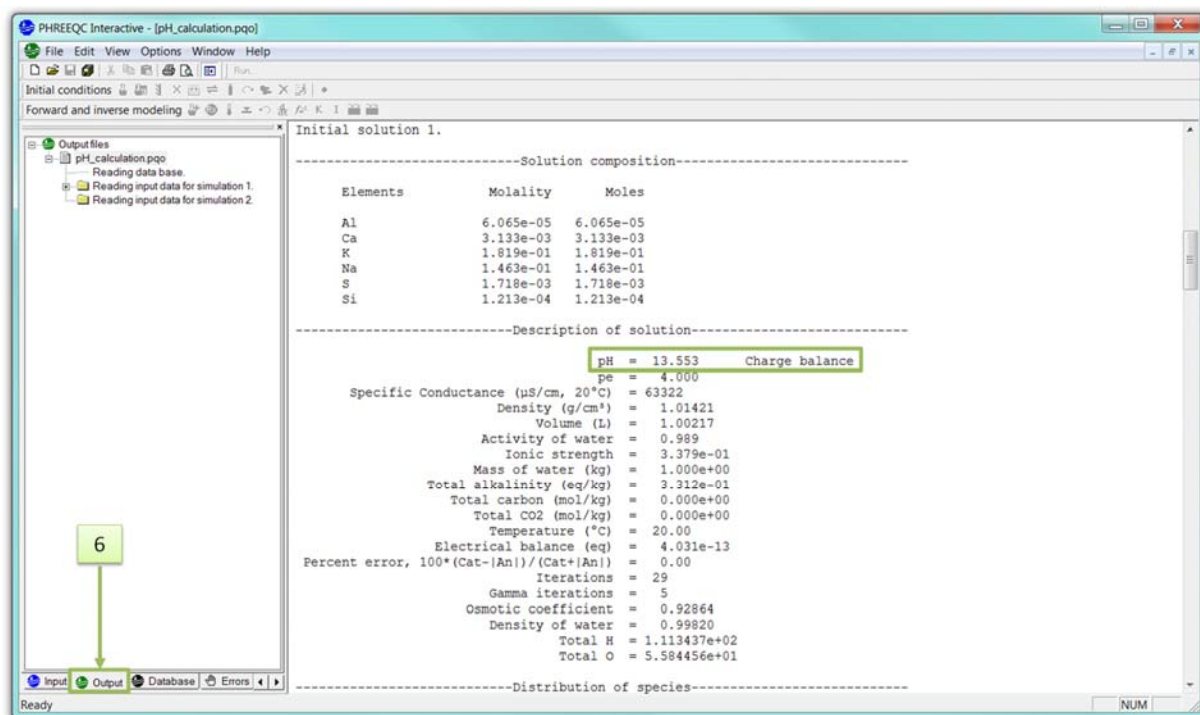 PHREEQC Interactive - [pH_calculation.pqo]
File Edit View Options Window Help
Run..
Initial conditions
Forward and inverse modeling
Output files
pH_calculation.pqo
Reading data base.
Reading input data for simulation 1.
Reading input data for simulation 2.
6
Input Output Database Errors
Initial solution 1.
-----------------------------Solution composition------------------------------
Elements Molality Moles
Al 6.065e-05 6.065e-05
Ca 3.133e-03 3.133e-03
K 1.819e-01 1.819e-01
Na 1.463e-01 1.463e-01
S 1.718e-03 1.718e-03
Si 1.213e-04 1.213e-04
----------------------------Description of solution----------------------------
pH = 13.553 Charge balance
pe = 4.000
Specific Conductance (µS/cm, 20°C) = 63322
Density (g/cm³) = 1.01421
Volume (L) = 1.00217
Activity of water = 0.989
Ionic strength = 3.379e-01
Mass of water (kg) = 1.000e+00
Total alkalinity (eq/kg) = 3.312e-01
Total carbon (mol/kg) = 0.000e+00
Total CO2 (mol/kg) = 0.000e+00
Temperature (°C) = 20.00
Electrical balance (eq) = 4.031e-13
Percent error, 100*(Cat-|An|)/(Cat+|An|) = 0.00
Iterations = 29
Gamma iterations = 5
Osmotic coefficient = 0.92864
Density of water = 0.99820
Total H = 1.113437e+02
Total O = 5.584456e+01
----------------------------Distribution of species----------------------------
Ready
NUM